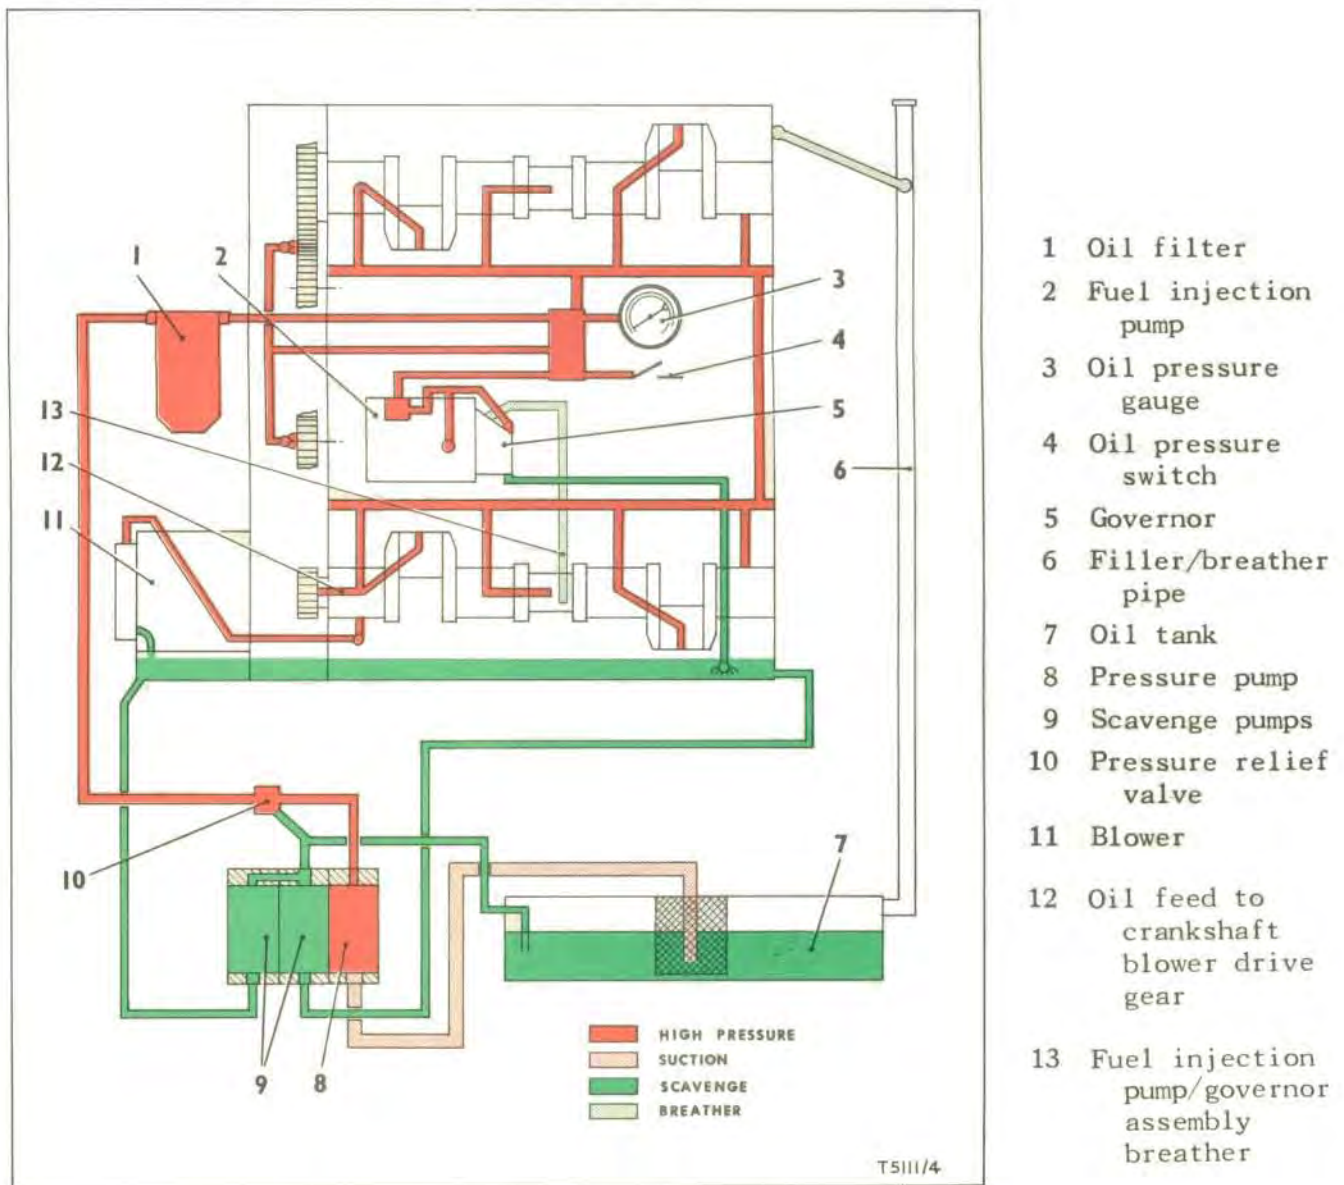 1
2
3
4
13
5
12
6
11
10
7
9
8
HIGH PRESSURE
SUCTION
SCAVENGE
BREATHER
T5111/4
1 Oil filter
2 Fuel injection
pump
3 Oil pressure
gauge
4 Oil pressure
switch
5 Governor
6 Filler/breather
pipe
7 Oil tank
8 Pressure pump
9 Scavenge pumps
10 Pressure relief
valve
11 Blower
12 Oil feed to
crankshaft
blower drive
gear
13 Fuel injection
pump/governor
assembly
breather